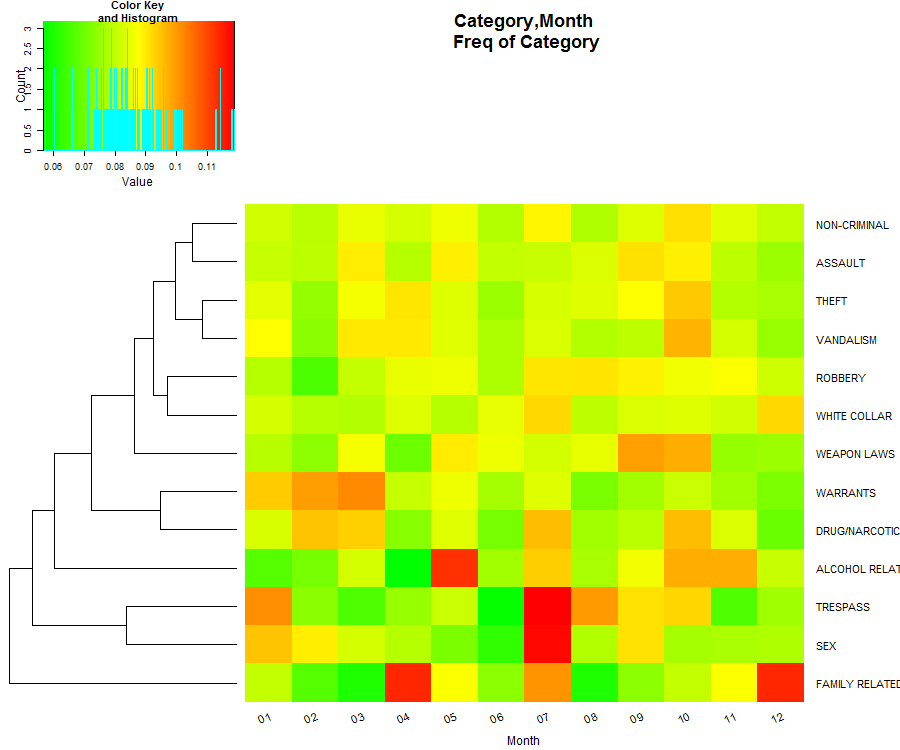 Color Key
and Histogram
Category,Month
Freq of Category
Count
0 0.5 1 1.5 2 2.5 3
0.06 0.07 0.08 0.09 0.1 0.11
Value
NON-CRIMINAL
ASSAULT
THEFT
VANDALISM
ROBBERY
WHITE COLLAR
WEAPON LAWS
WARRANTS
DRUG/NARCOTIC
ALCOHOL RELAT
TRESPASS
SEX
FAMILY RELATED
01 02 03 04 05 06 07 08 09 10 11 12
Month